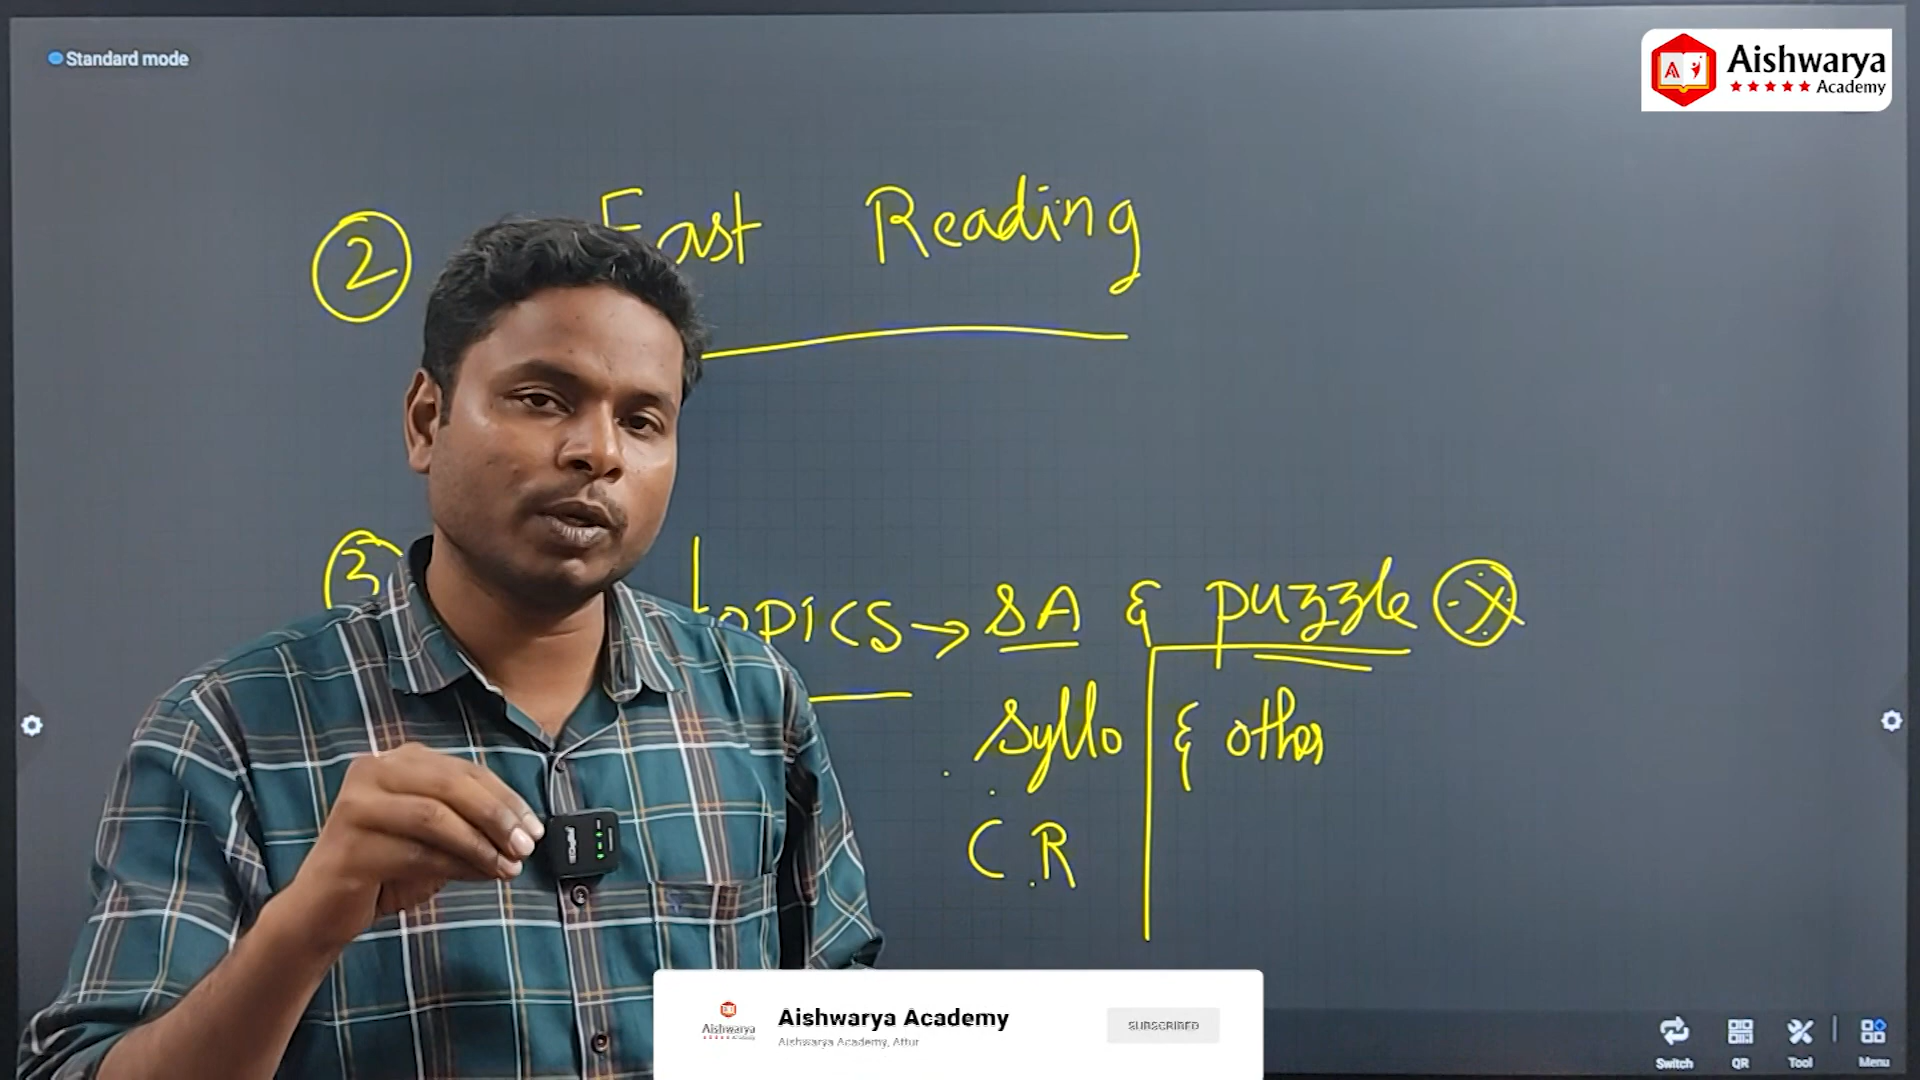 Standard mode
Aishwarya
Academy
2 Fast Reading
3 TOPICS → SA & puzzle
Syllo & other
C.R
Aishwarya
Aishwarya Academy
Aishwarya Academy, Attur
SUBSCRIBED
Switch QR Tool Menu